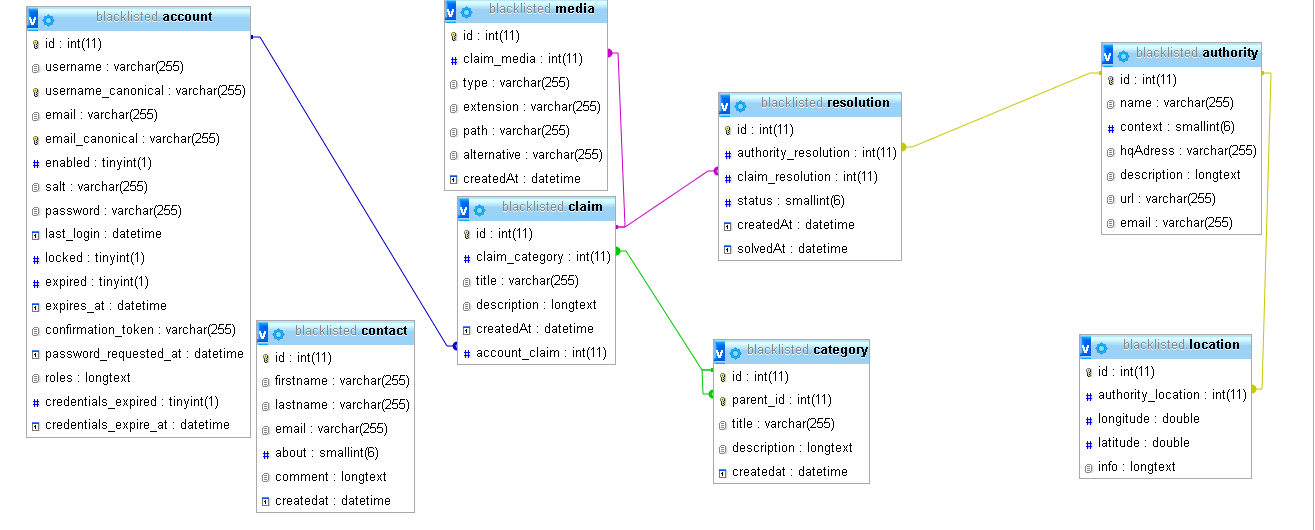 blacklisted.account
id : int(11)
username : varchar(255)
username_canonical : varchar(255)
email : varchar(255)
email_canonical : varchar(255)
enabled : tinyint(1)
salt : varchar(255)
password : varchar(255)
last_login : datetime
locked : tinyint(1)
expired : tinyint(1)
expires_at : datetime
confirmation_token : varchar(255)
password_requested_at : datetime
roles : longtext
credentials_expired : tinyint(1)
credentials_expire_at : datetime
blacklisted.contact
id : int(11)
firstname : varchar(255)
lastname : varchar(255)
email : varchar(255)
about : smallint(6)
comment : longtext
createdat : datetime
blacklisted.media
id : int(11)
claim_media : int(11)
type : varchar(255)
extension : varchar(255)
path : varchar(255)
alternative : varchar(255)
createdAt : datetime
blacklisted.claim
id : int(11)
claim_category : int(11)
title : varchar(255)
description : longtext
createdAt : datetime
account_claim : int(11)
blacklisted.resolution
id : int(11)
authority_resolution : int(11)
claim_resolution : int(11)
status : smallint(6)
createdAt : datetime
solvedAt : datetime
blacklisted.category
id : int(11)
parent_id : int(11)
title : varchar(255)
description : longtext
createdat : datetime
blacklisted.authority
id : int(11)
name : varchar(255)
context : smallint(6)
hqAdress : varchar(255)
description : longtext
url : varchar(255)
email : varchar(255)
blacklisted.location
id : int(11)
authority_location : int(11)
longitude : double
latitude : double
info : longtext